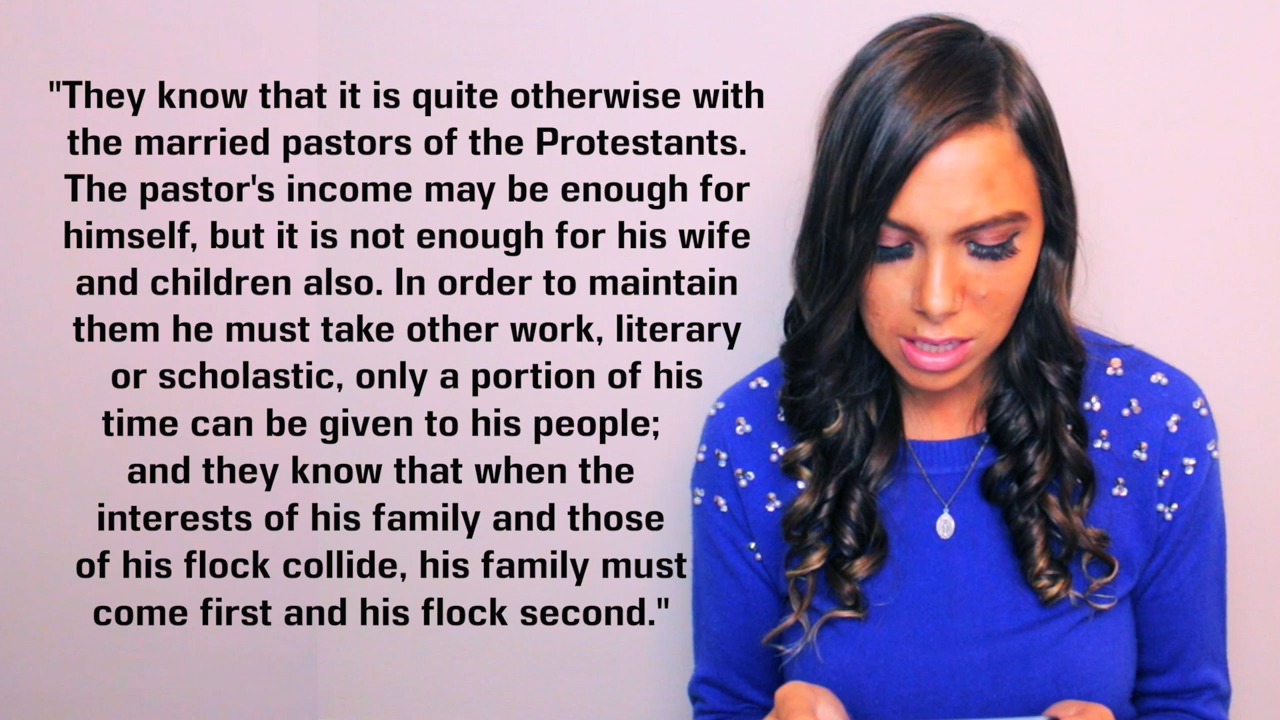 "They know that it is quite otherwise with
the married pastors of the Protestants.
The pastor's income may be enough for
himself, but it is not enough for his wife
and children also. In order to maintain
them he must take other work, literary
or scholastic, only a portion of his
time can be given to his people;
and they know that when the
interests of his family and those
of his flock collide, his family must
come first and his flock second."